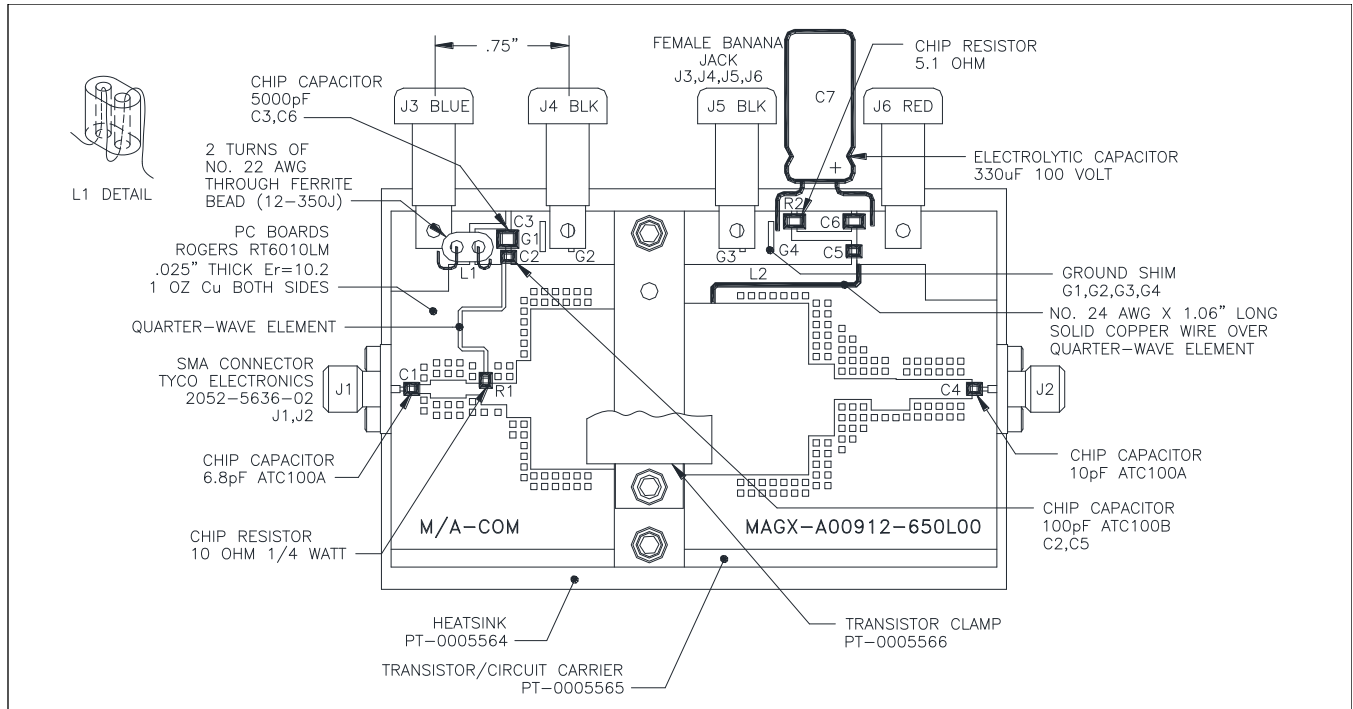 .75"
FEMALE BANANA
JACK
J3,J4,J5,J6
CHIP RESISTOR
5.1 OHM
CHIP CAPACITOR
5000pF
C3,C6
J3 BLUE
J4 BLK
J5 BLK
C7
J6 RED
L1 DETAIL
2 TURNS OF
NO. 22 AWG
THROUGH FERRITE
BEAD (12-350J)
+
ELECTROLYTIC CAPACITOR
330uF 100 VOLT
PC BOARDS
ROGERS RT6010LM
.025" THICK Er=10.2
1 OZ Cu BOTH SIDES
C3
G1
C2
L1
G2
G3
G4
R2
C6
C5
L2
GROUND SHIM
G1,G2,G3,G4
NO. 24 AWG X 1.06" LONG
SOLID COPPER WIRE OVER
QUARTER-WAVE ELEMENT
QUARTER-WAVE ELEMENT
SMA CONNECTOR
TYCO ELECTRONICS
2052-5636-02
J1,J2
J1
C1
R1
C4
J2
CHIP CAPACITOR
6.8pF ATC100A
CHIP CAPACITOR
10pF ATC100A
CHIP RESISTOR
10 OHM 1/4 WATT
M/A-COM
MAGX-A00912-650L00
CHIP CAPACITOR
100pF ATC100B
C2,C5
HEATSINK
PT-0005564
TRANSISTOR CLAMP
PT-0005566
TRANSISTOR/CIRCUIT CARRIER
PT-0005565